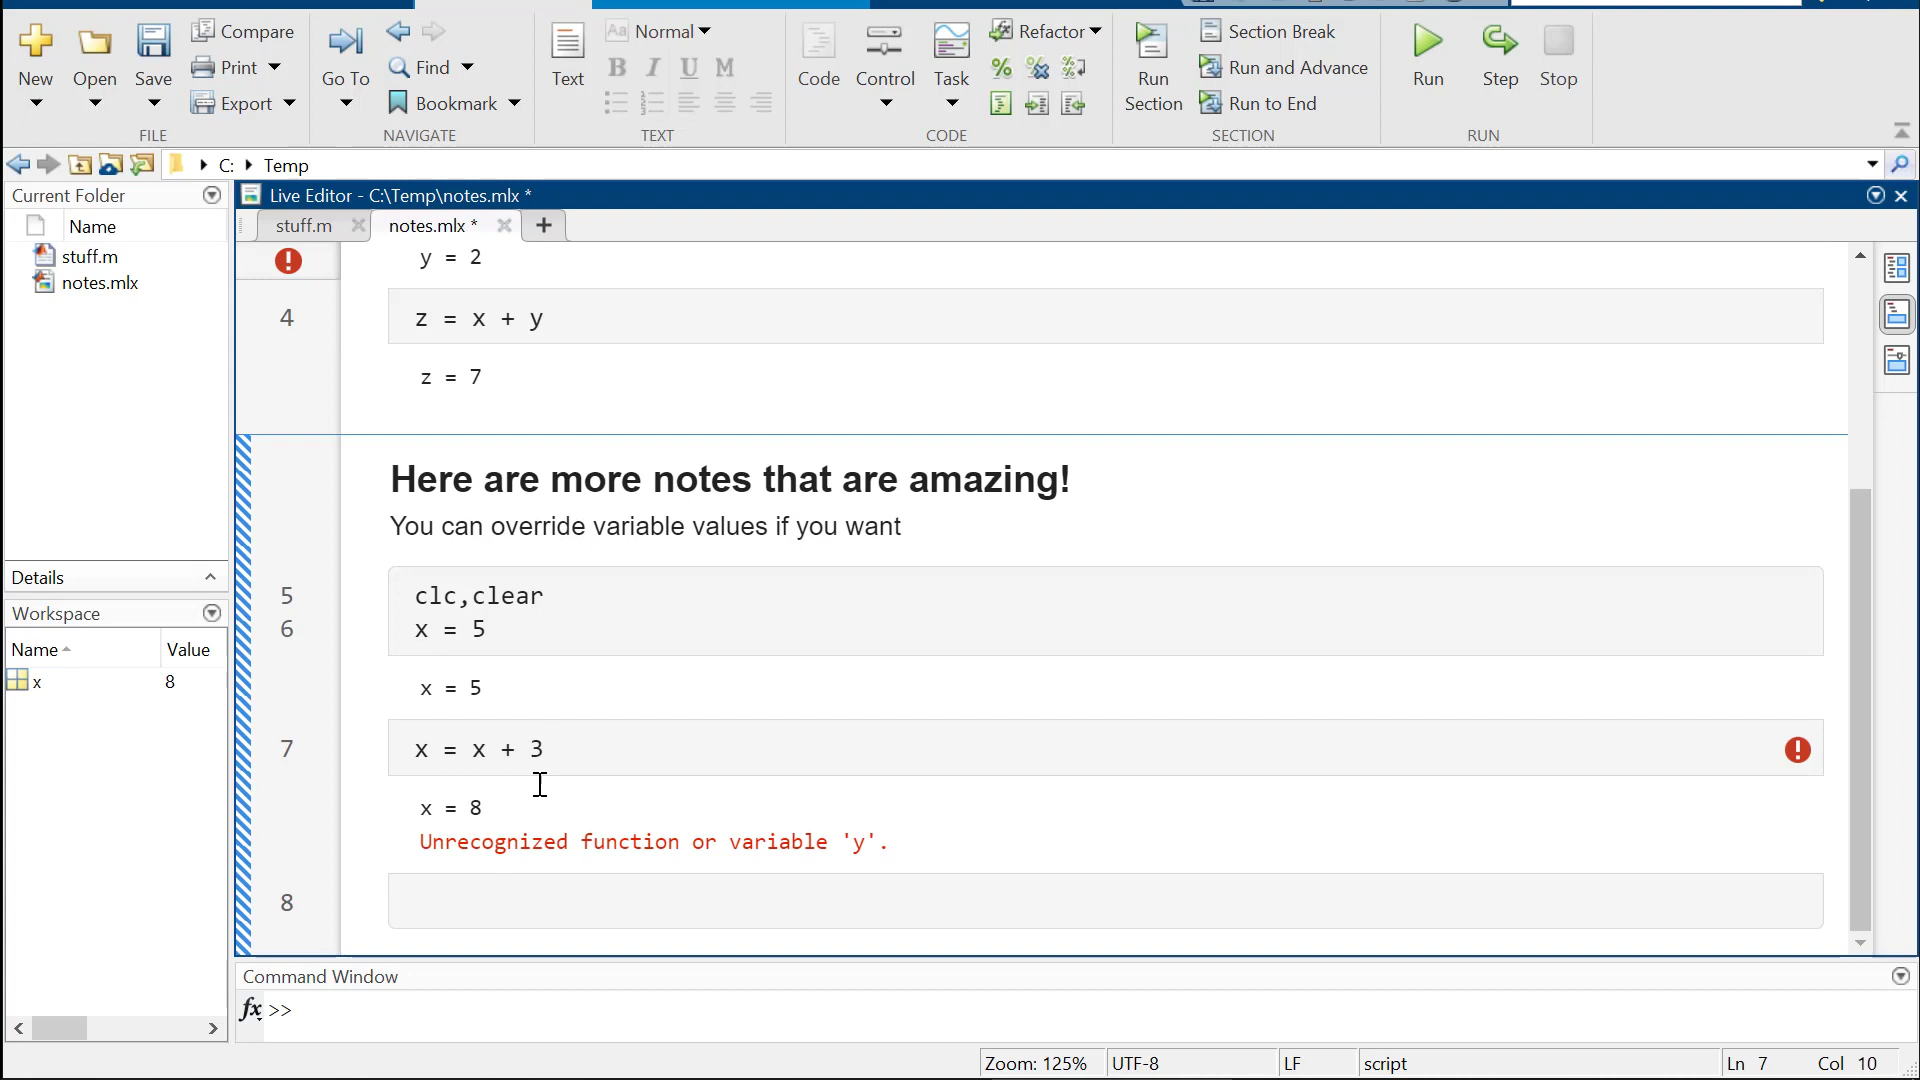 New
Open
Save
Compare
Print
Export
FILE
Go To
Find
Bookmark
NAVIGATE
Text
Aa Normal
B I U M
TEXT
Code
Control
Task
Refactor
CODE
Run Section
Section Break
Run and Advance
Run to End
SECTION
Run
Step
Stop
RUN
C: Temp
Current Folder
Name
stuff.m
notes.mlx
Details
Workspace
Name Value
x 8
Live Editor - C:\Temp\notes.mlx *
stuff.m notes.mlx *
y = 2
4 z = x + y
z = 7
Here are more notes that are amazing!
You can override variable values if you want
5 clc,clear
6 x = 5
x = 5
7 x = x + 3
x = 8
Unrecognized function or variable 'y'.
8
Command Window
fx >>
Zoom: 125% UTF-8 LF script Ln 7 Col 10